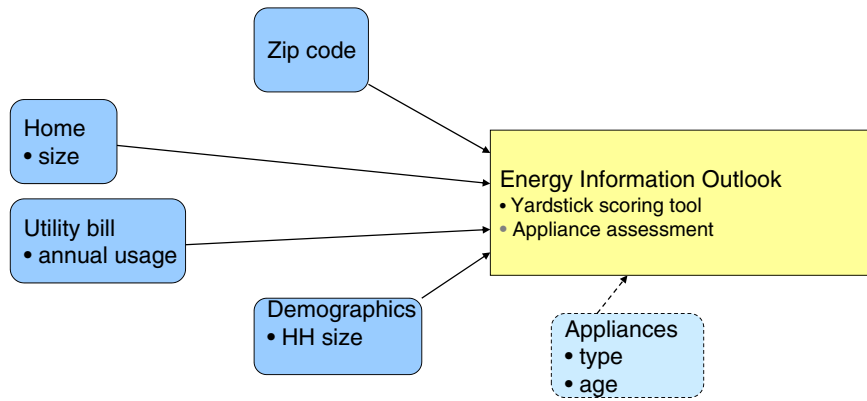 Zip code
Home
• size
Utility bill
• annual usage
Energy Information Outlook
• Yardstick scoring tool
• Appliance assessment
Demographics
• HH size
Appliances
• type
• age